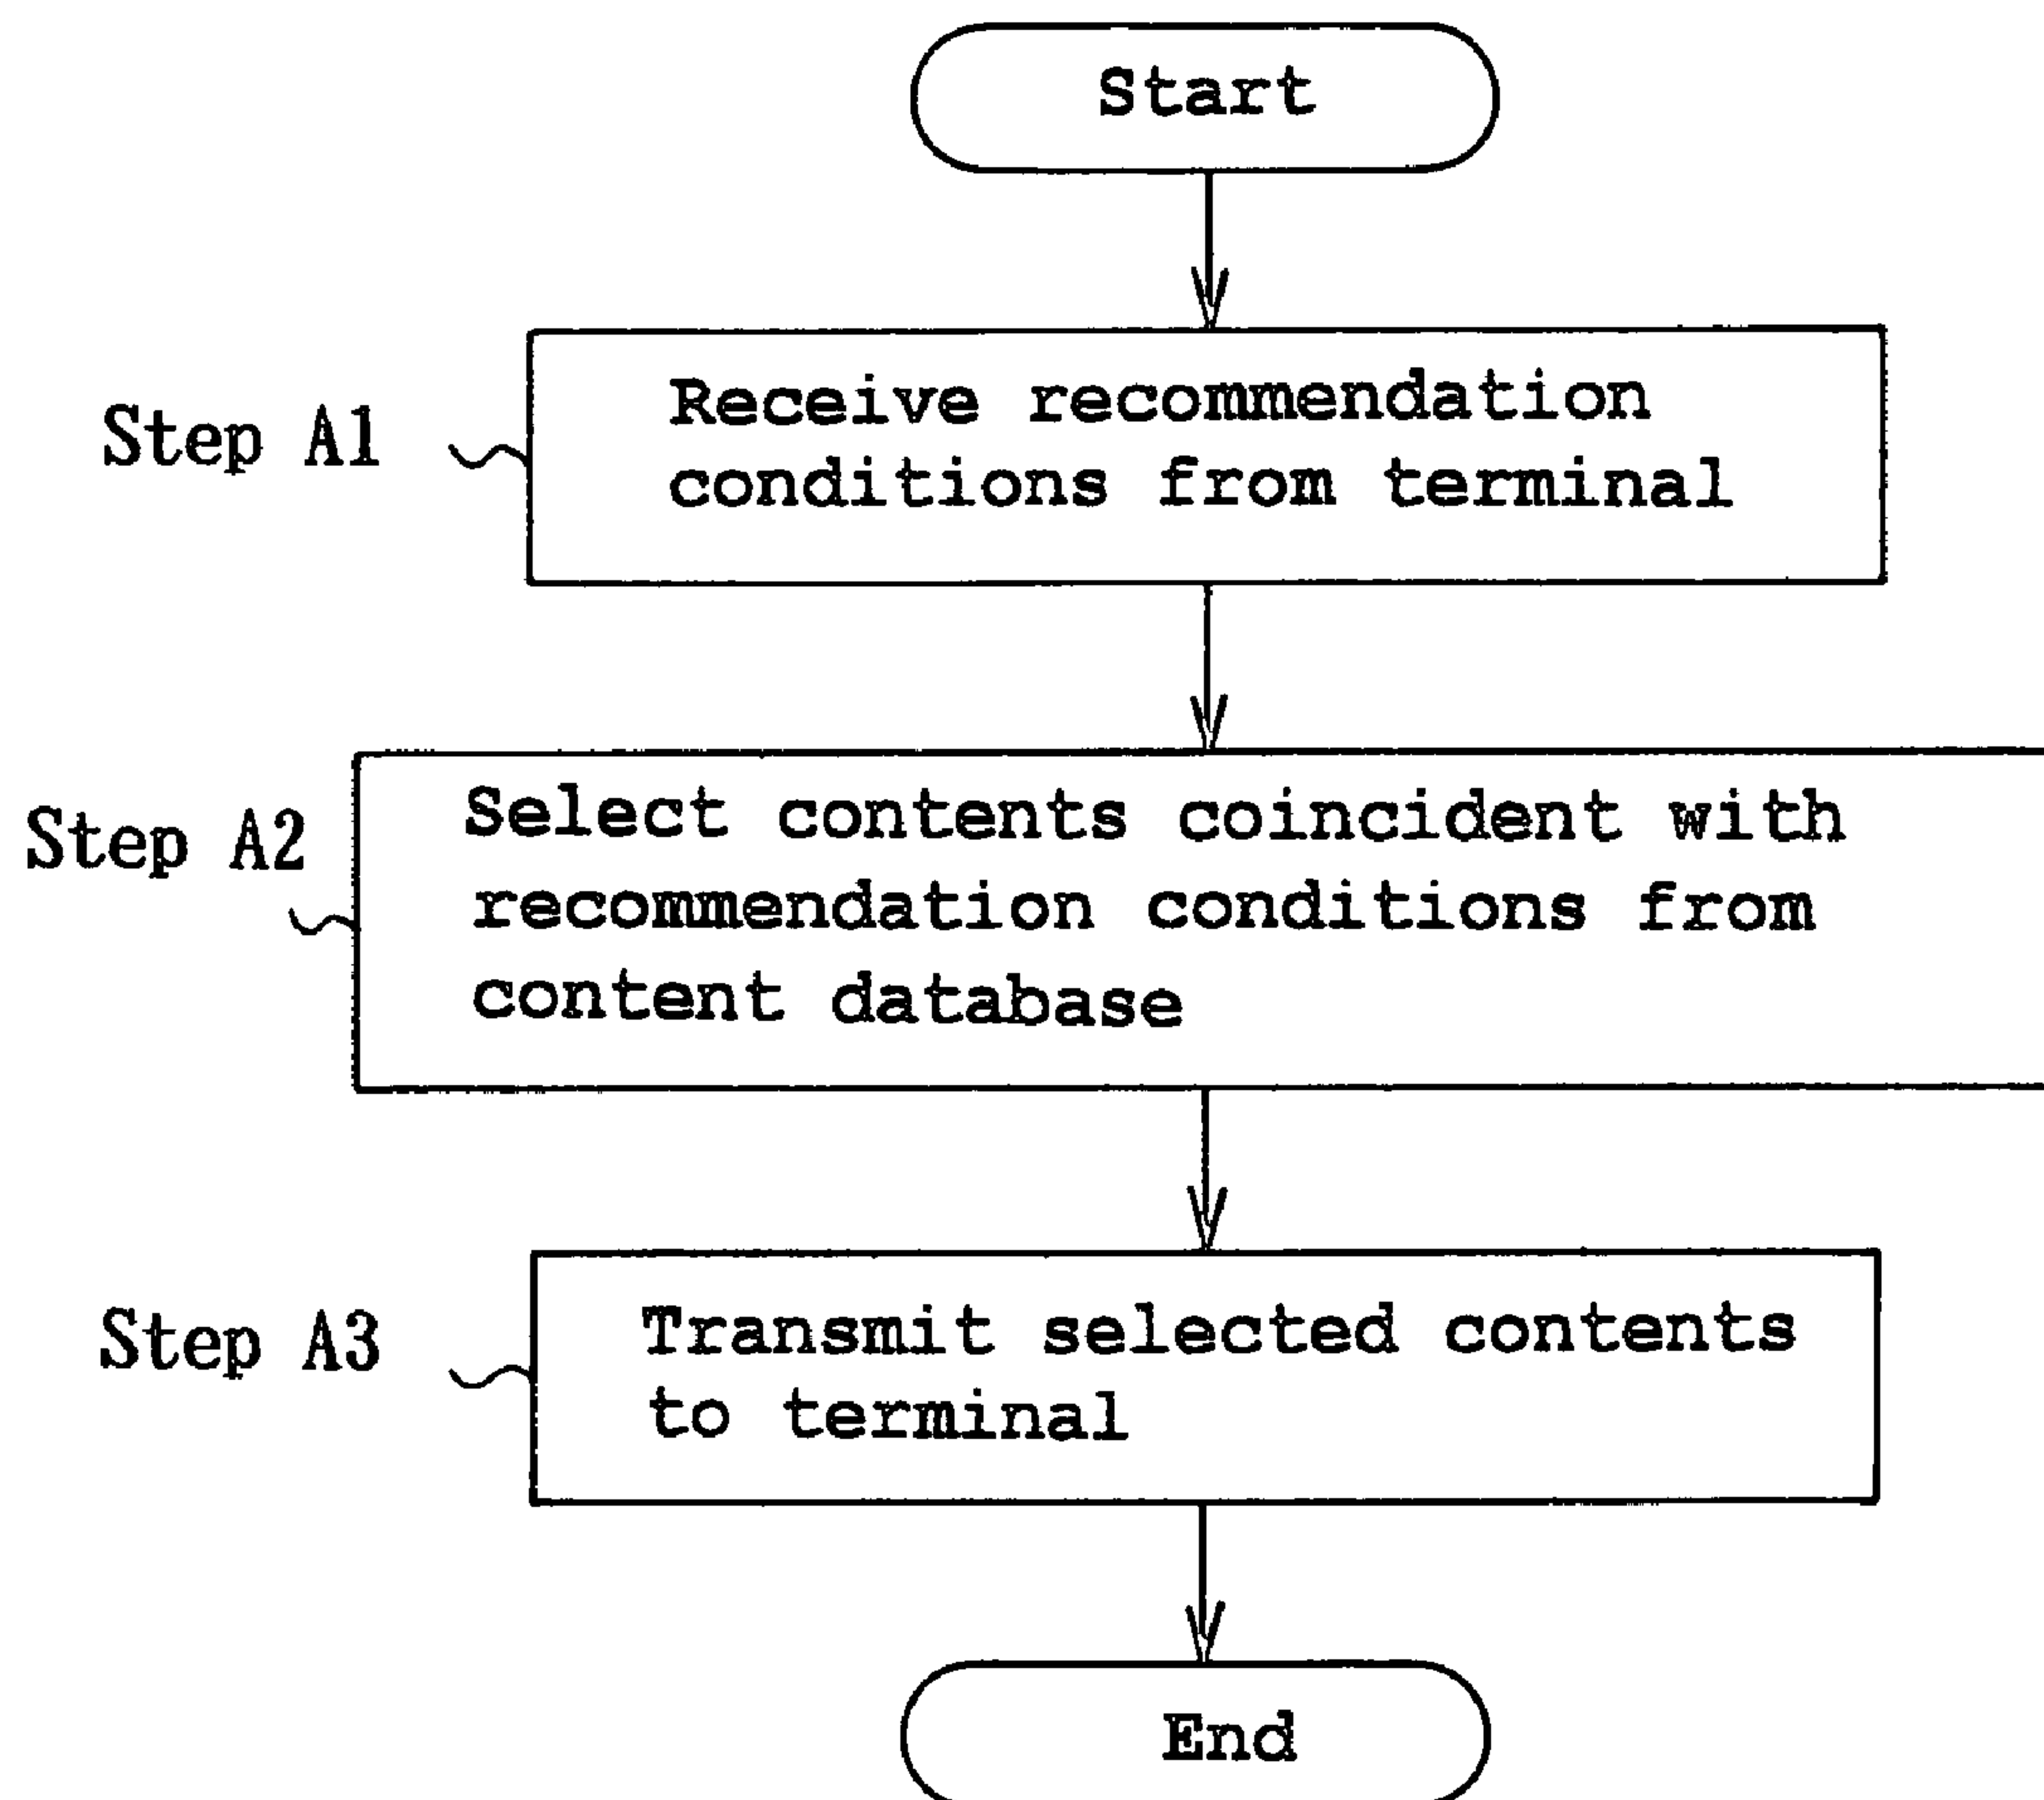 Start
Step A1
Receive recommendation
conditions from terminal
Step A2
Select contents coincident with
recommendation conditions from
content database
Step A3
Transmit selected contents
to terminal
End